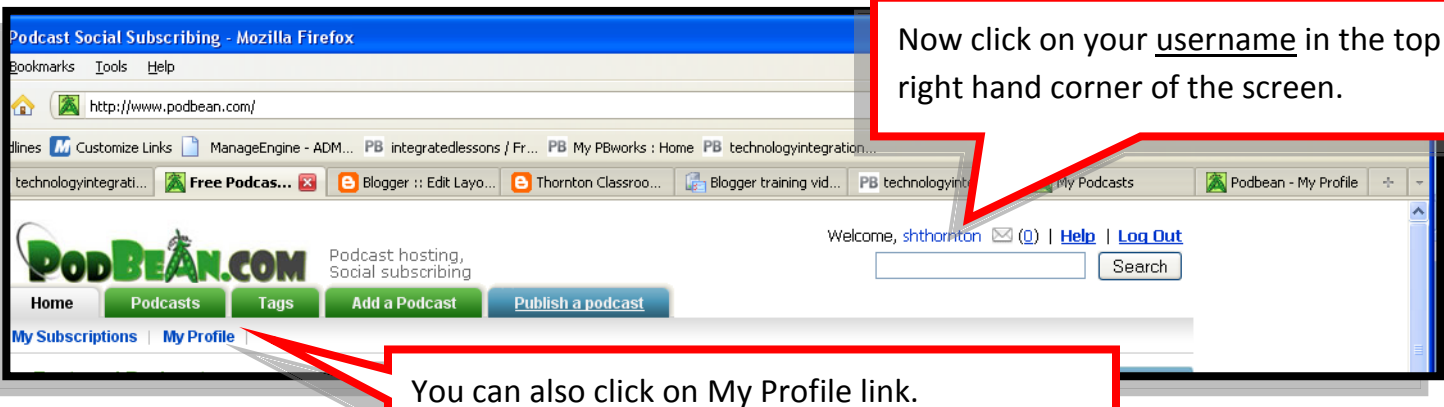 Podcast Social Subscribing - Mozilla Firefox
Now click on your username in the top
right hand corner of the screen.
Bookmarks Tools Help
http://www.podbean.com/
dlines Customize Links ManageEngine - ADM... PB integratedlessons / Fr... PB My PBworks : Home PB technologyintegration...
technologyintegrati... Free Podcas... Blogger :: Edit Layo... Thornton Classroo... Blogger training vid... PB My Podcasts Podbean - My Profile
Welcome, shthornton (0) | Help | Log Out
PODBEAN.COM
Podcast hosting,
Social subscribing
Search
Home Podcasts Tags Add a Podcast Publish a podcast
My Subscriptions | My Profile |
You can also click on My Profile link.